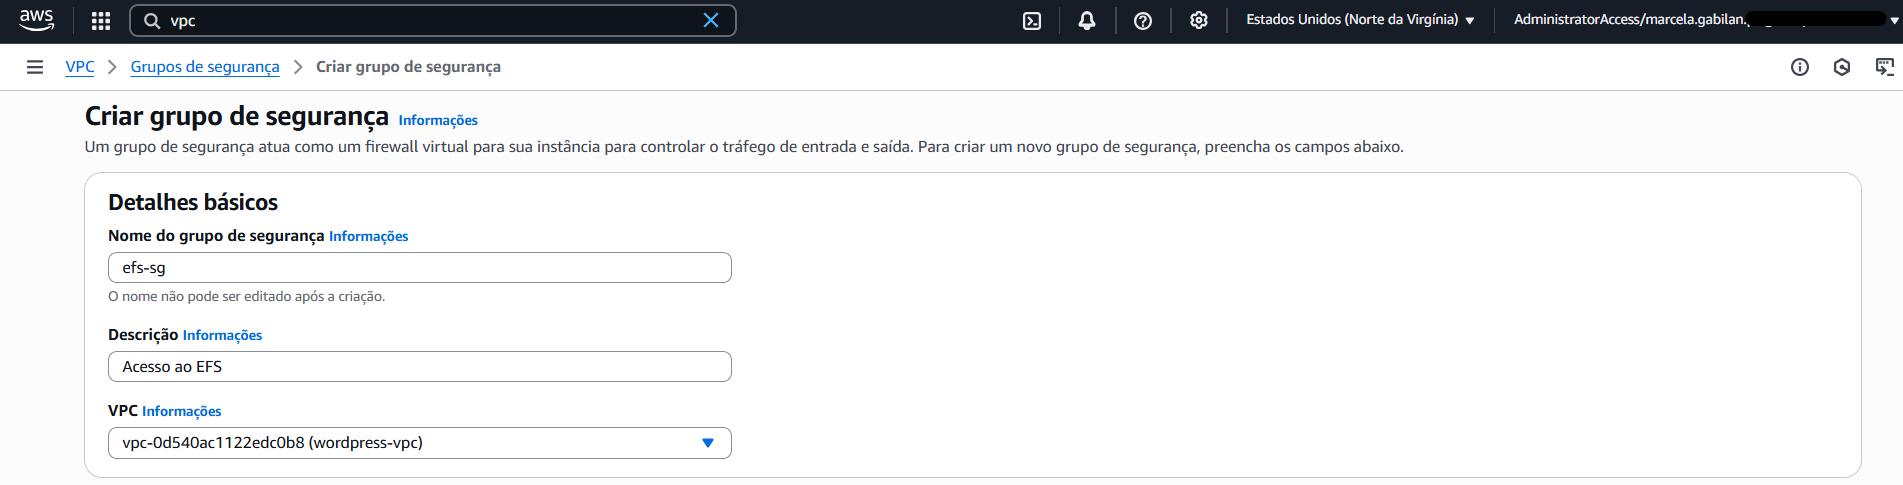 aws
vpc
Estados Unidos (Norte da Virgínia)
AdministratorAccess/marcela.gabilan.
VPC
Grupos de segurança
Criar grupo de segurança
Criar grupo de segurança Informações
Um grupo de segurança atua como um firewall virtual para sua instância para controlar o tráfego de entrada e saída. Para criar um novo grupo de segurança, preencha os campos abaixo.
Detalhes básicos
Nome do grupo de segurança Informações
efs-sg
O nome não pode ser editado após a criação.
Descrição Informações
Acesso ao EFS
VPC Informações
vpc-0d540ac1122edc0b8 (wordpress-vpc)